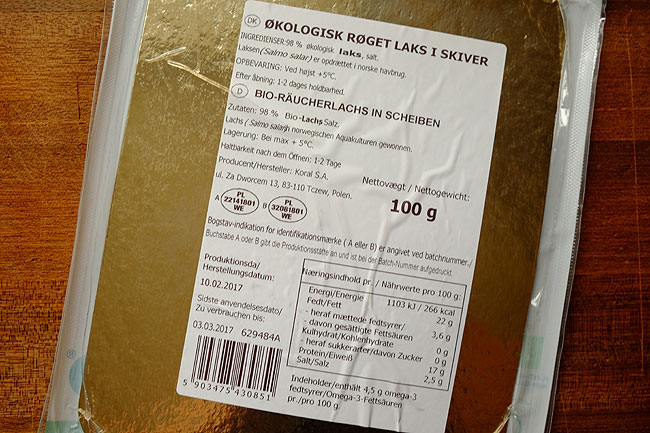 DK ØKOLOGISK RØGET LAKS I SKIVER
INGREDIENSER: 98 % økologisk laks, salt.
Laksen (Salmo salar) er opdrættet i norske havbrug.
OPBEVARING: Ved højst +5°C.
Efter åbning: 1-2 dages holdbarhed.
D BIO-RÄUCHERLACHS IN SCHEIBEN
Zutaten: 98 % Bio-Lachs Salz.
Lachs (Salmo salar) norwegischen Aquakulturen gewonnen.
Lagerung: Bei max + 5°C.
Haltbarkeit nach dem Öffnen: 1-2 Tage
Producent/Hersteller: Koral S.A.
ul. Za Dworcem 13, 83-110 Tczew, Polen.
Nettovægt / Nettogewicht:
100 g
A PL 22141801 WE B PL 32081801 WE
Bogstav-indikation for identifikationsmærke ( A eller B) er angivet ved batchnummer./
Buchstabe A oder B gibt die Produktionsstätte an und ist bei der Batch-Nummer aufgedruckt
Produktionsda/
Herstellungsdatum:
10.02.2017
Sidste anvendelsesdato/
Zu verbrauchen bis:
03.03.2017 629484A
5 903475 430851
Næringsindhold pr. / Nährwerte pro 100 g:
Energi/Energie 1103 kJ / 266 kcal
Fedt/Fett 22 g
- heraf mættede fedtsyrer/
- davon gesättigte Fettsäuren 3,6 g
Kulhydrat/Kohlenhydrate 0 g
- heraf sukkerarter/davon Zucker 0 g
Protein/Eiweiß 17 g
Salt/Salz 2,5 g
Indeholder/enthält 4,5 g omega-3
fedtsyrer/Omega-3-Fettsäuren
pr./pro 100 g.